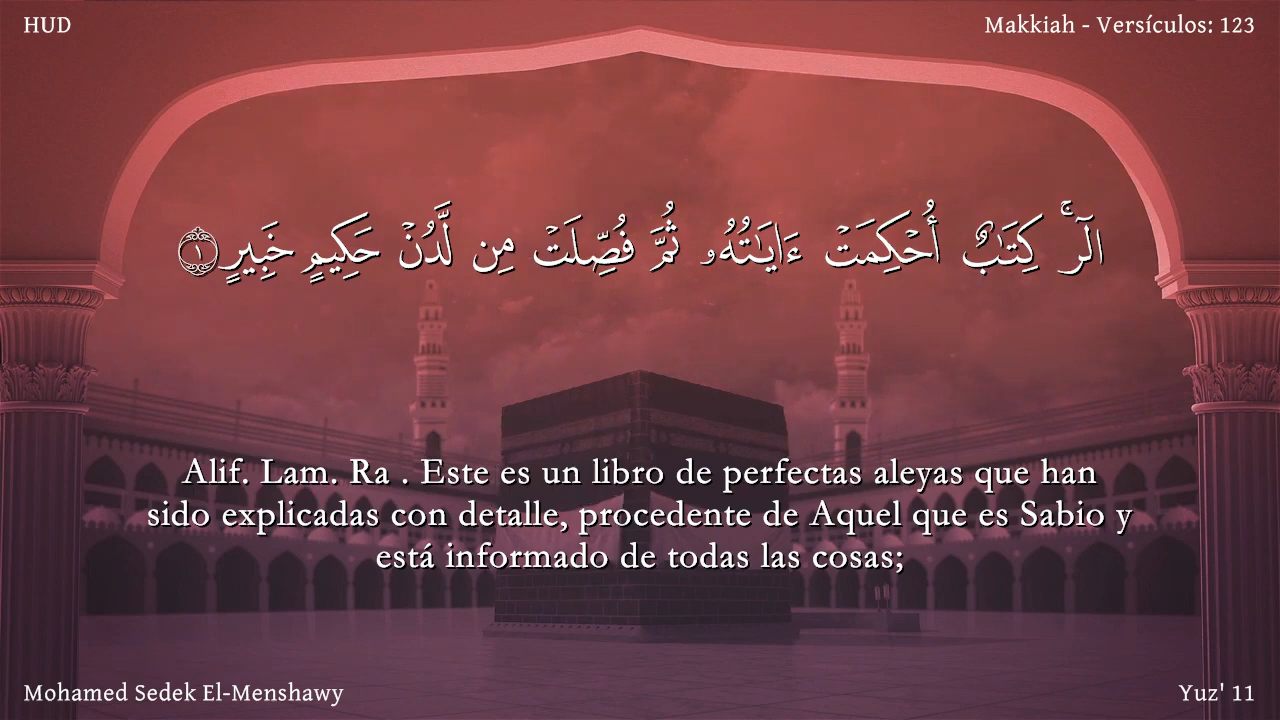 HUD
Makkiah - Versículos: 123
الٓرۚ كِتَٰبٌ أُحْكِمَتْ ءَايَٰتُهُۥ ثُمَّ فُصِّلَتْ مِن لَّدُنْ حَكِيمٍ خَبِيرٍ ١
Alif. Lam. Ra . Este es un libro de perfectas aleyas que han
sido explicadas con detalle, procedente de Aquel que es Sabio y
está informado de todas las cosas;
Mohamed Sedek El-Menshawy
Yuz' 11